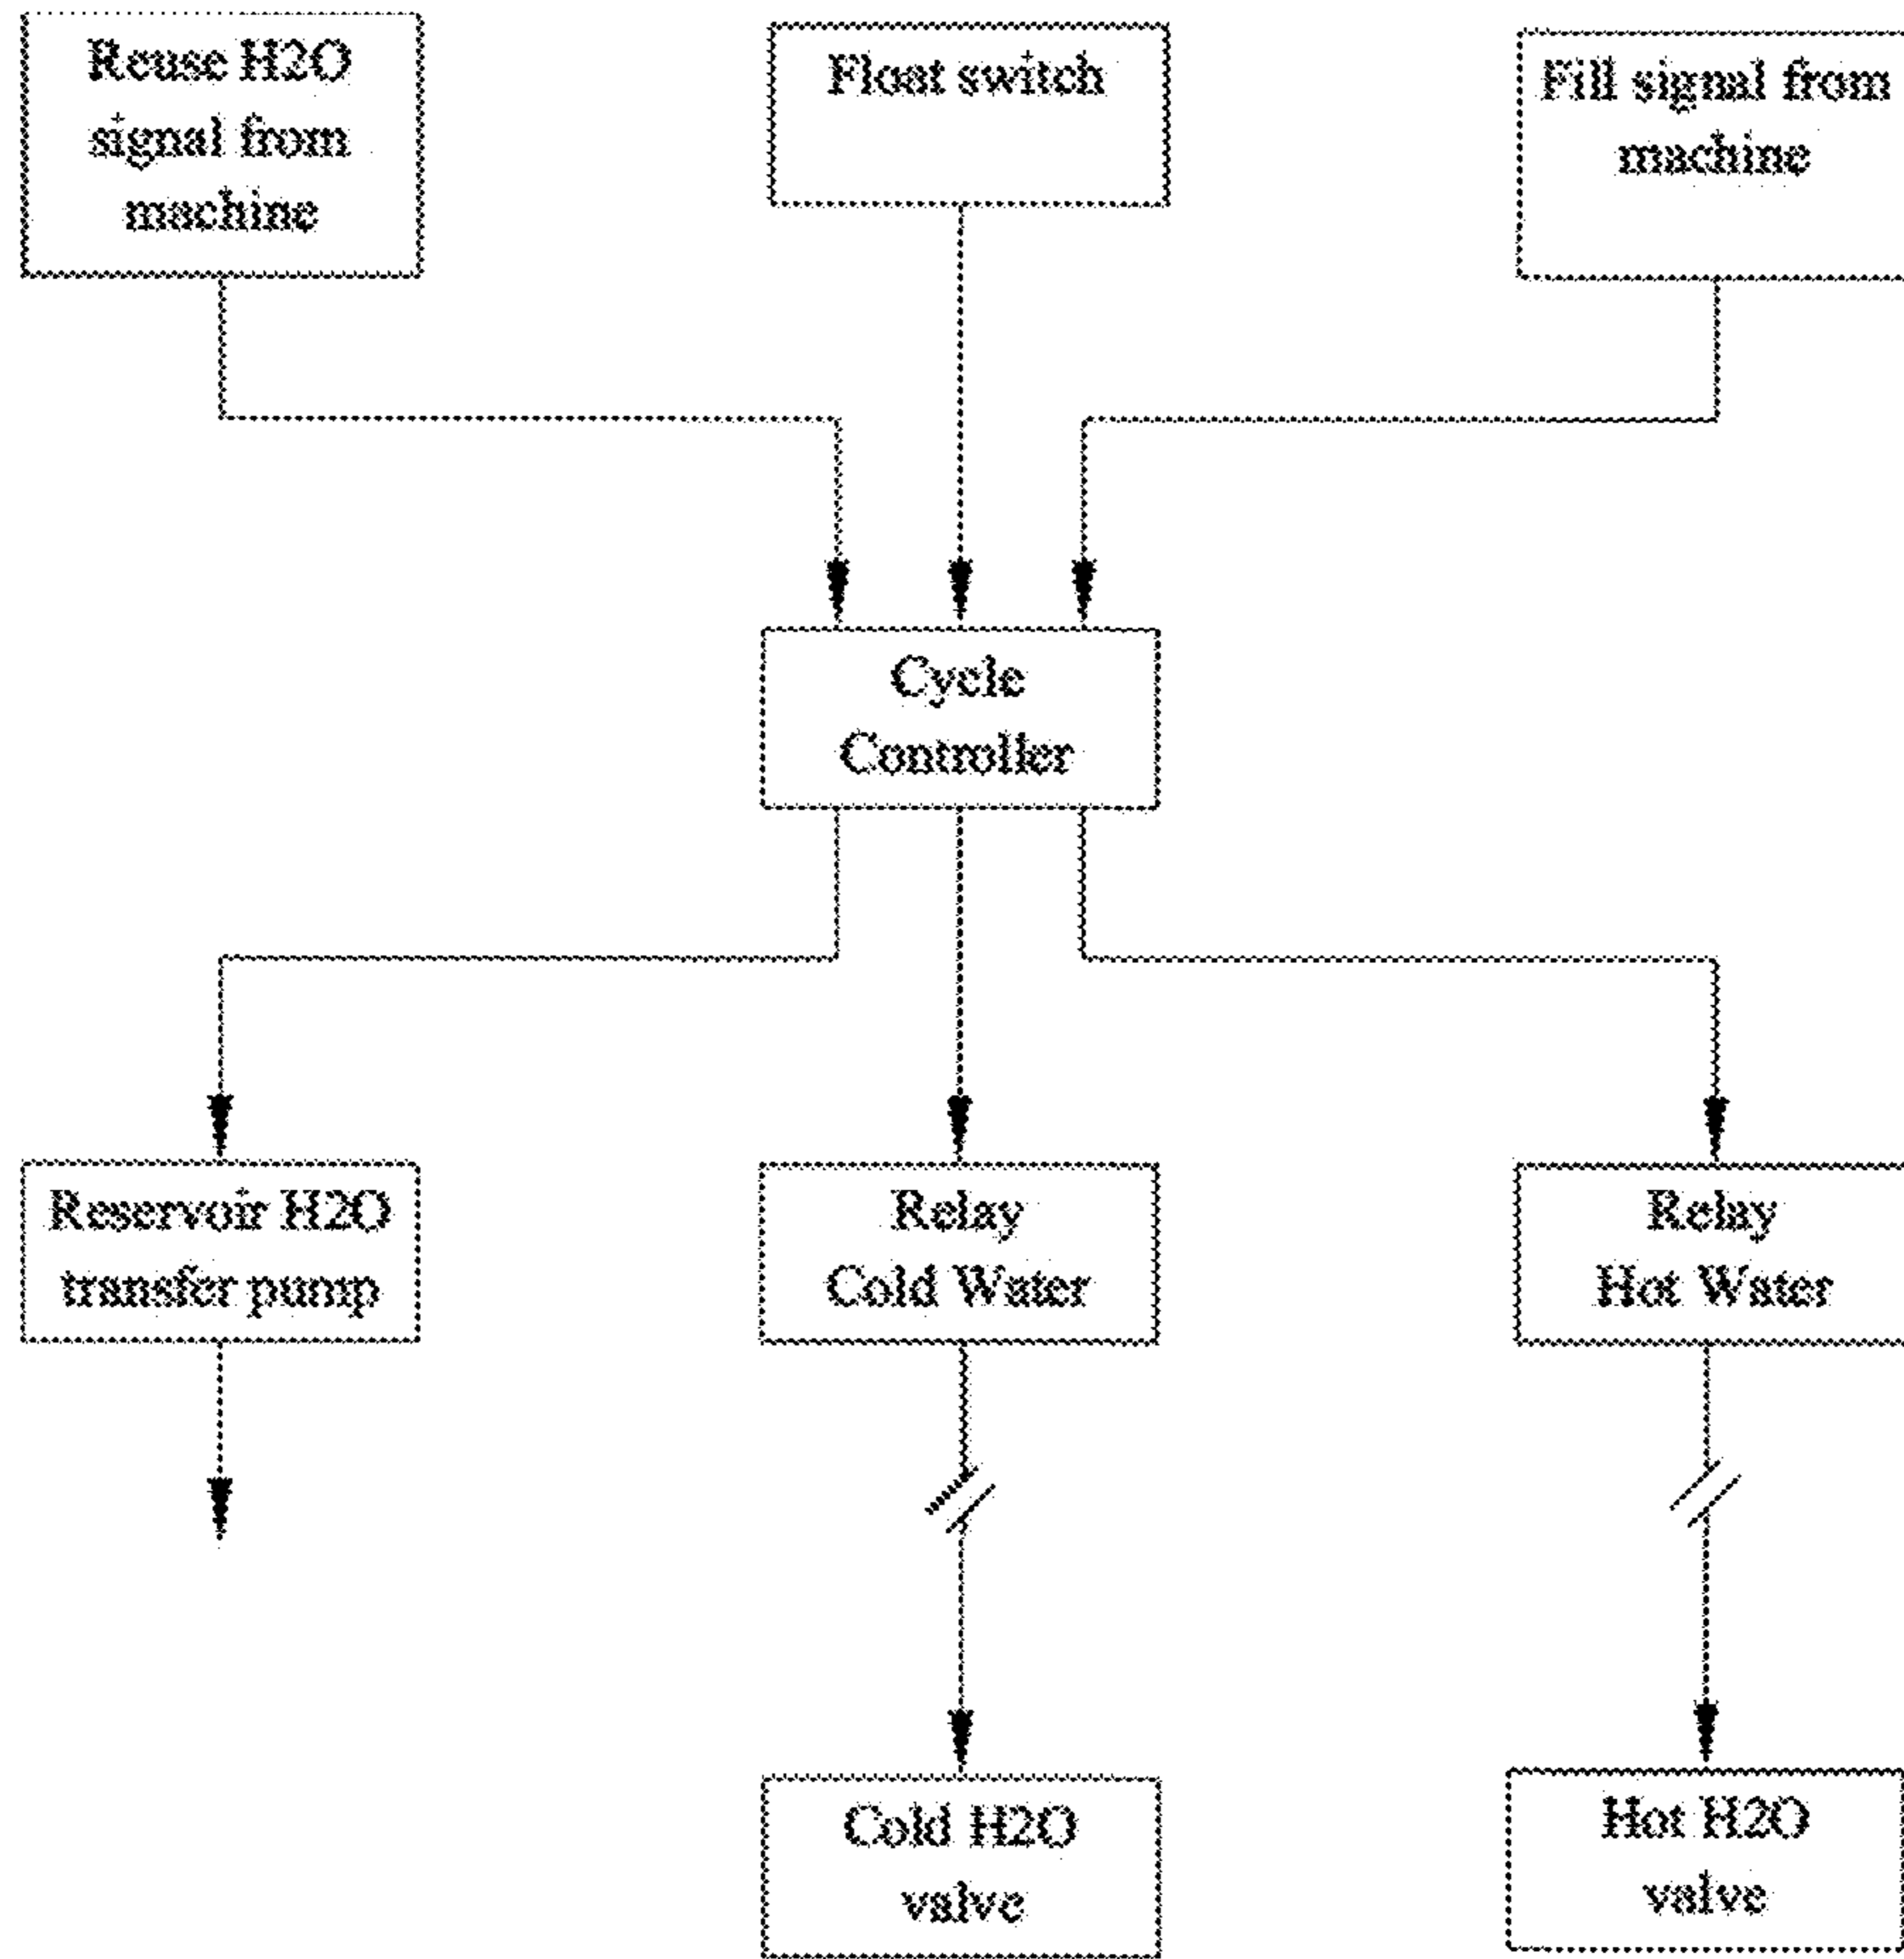 Reuse H2O
signal from
machine
Float switch
Fill signal from
machine
Cycle
Controller
Reservoir H2O
transfer pump
Relay
Cold Water
Relay
Hot Water
Cold H2O
valve
Hot H2O
valve